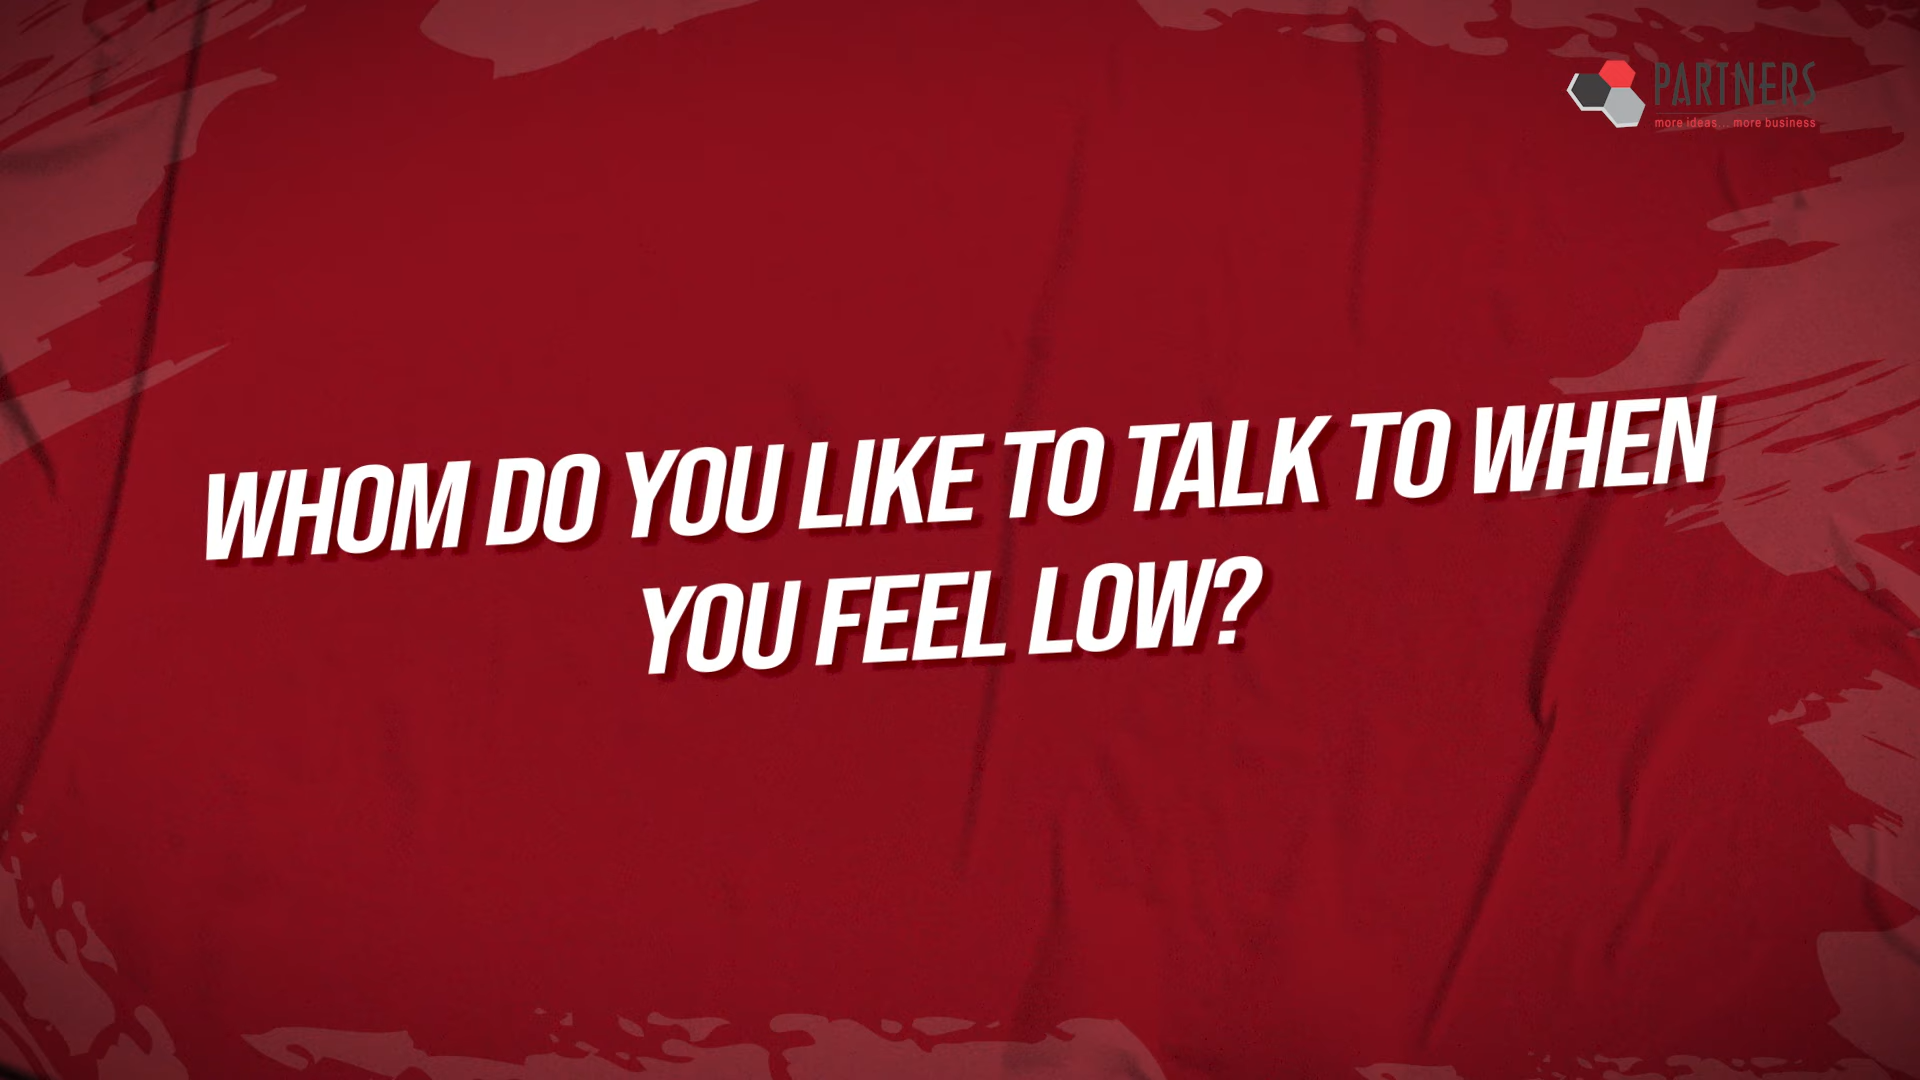 PARTNERS
more ideas... more business
WHOM DO YOU LIKE TO TALK TO WHEN
YOU FEEL LOW?